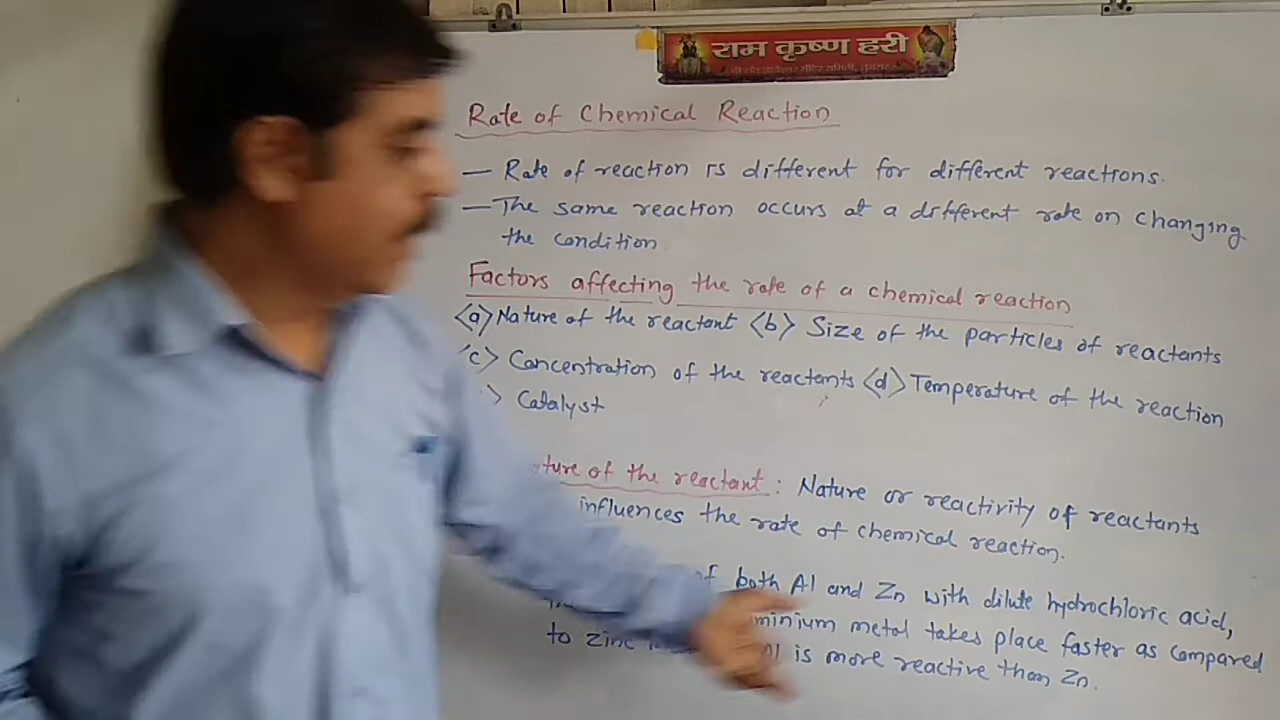 राम कृष्ण हरी
Rate of Chemical Reaction
— Rate of reaction is different for different reactions.
— The same reaction occurs at a different rate on changing
the condition
Factors affecting the rate of a chemical reaction
(a) Nature of the reactant (b) Size of the particles of reactants
(c) Concentration of the reactants (d) Temperature of the reaction
) Catalyst
ture of the reactant : Nature or reactivity of reactants
influences the rate of chemical reaction.
of both Al and Zn with dilute hydrochloric acid,
minium metal takes place faster as compared
to zinc Al is more reactive than Zn.